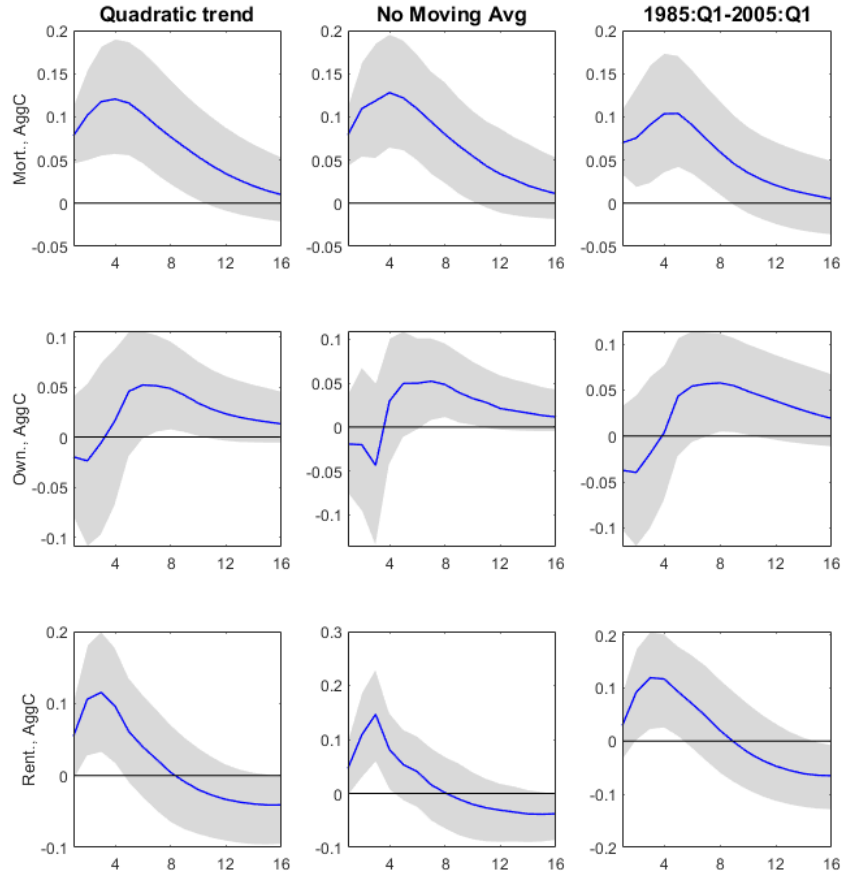 Quadratic trend No Moving Avg 1985:Q1-2005:Q1
Mort., AggC
0.2 0.2 0.2
0.15 0.15 0.15
0.1 0.1 0.1
0.05 0.05 0.05
0 0 0
-0.05 -0.05 -0.05
4 8 12 16 4 8 12 16 4 8 12 16
Own., AggC
0.1 0.1 0.1
0.05 0.05 0.05
0 0 0
-0.05 -0.05 -0.05
-0.1 -0.1 -0.1
4 8 12 16 4 8 12 16 4 8 12 16
Rent., AggC
0.2 0.3 0.2
0.1 0.2 0.1
0 0.1 0
-0.1 0 -0.1
-0.1 -0.2
4 8 12 16 4 8 12 16 4 8 12 16